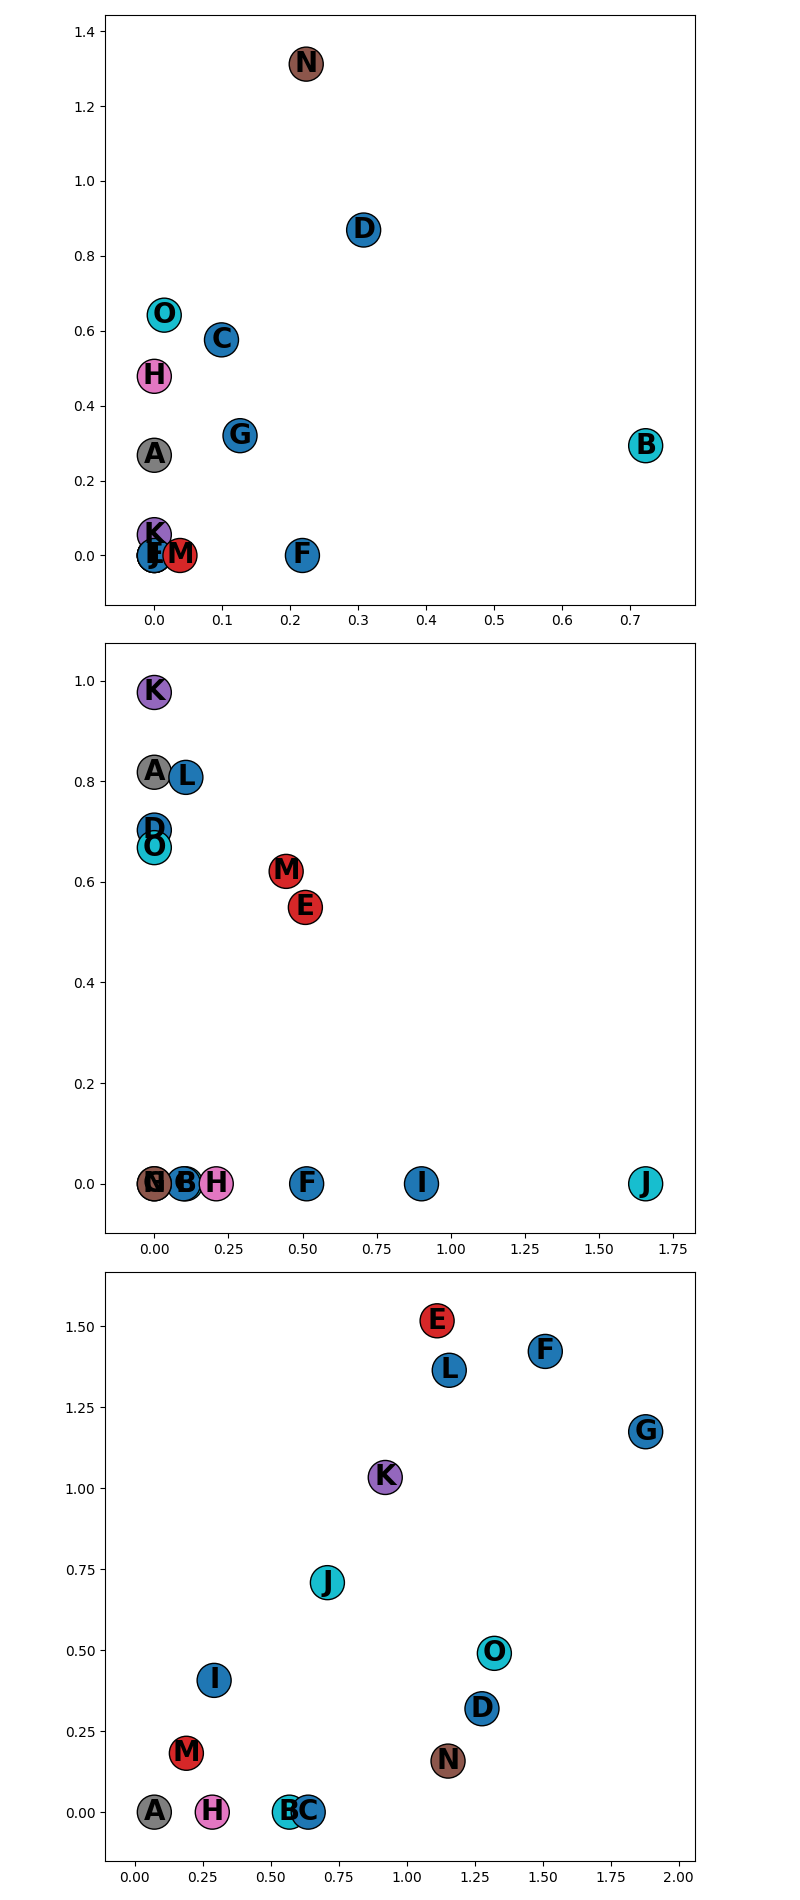 1.4
N
1.2
1.0
D
0.8
O
0.6
C
H
0.4
G
B
A
0.2
K
0.0
M
F
0.0 0.1 0.2 0.3 0.4 0.5 0.6 0.7
1.0
K
A L
0.8
D
O
M
0.6
E
0.4
0.2
0.0
B H F I J
0.00 0.25 0.50 0.75 1.00 1.25 1.50 1.75
1.50
E
F
L
1.25
G
1.00
K
0.75
J
0.50
O
I
D
0.25
M
N
0.00
A H B C
0.00 0.25 0.50 0.75 1.00 1.25 1.50 1.75 2.00